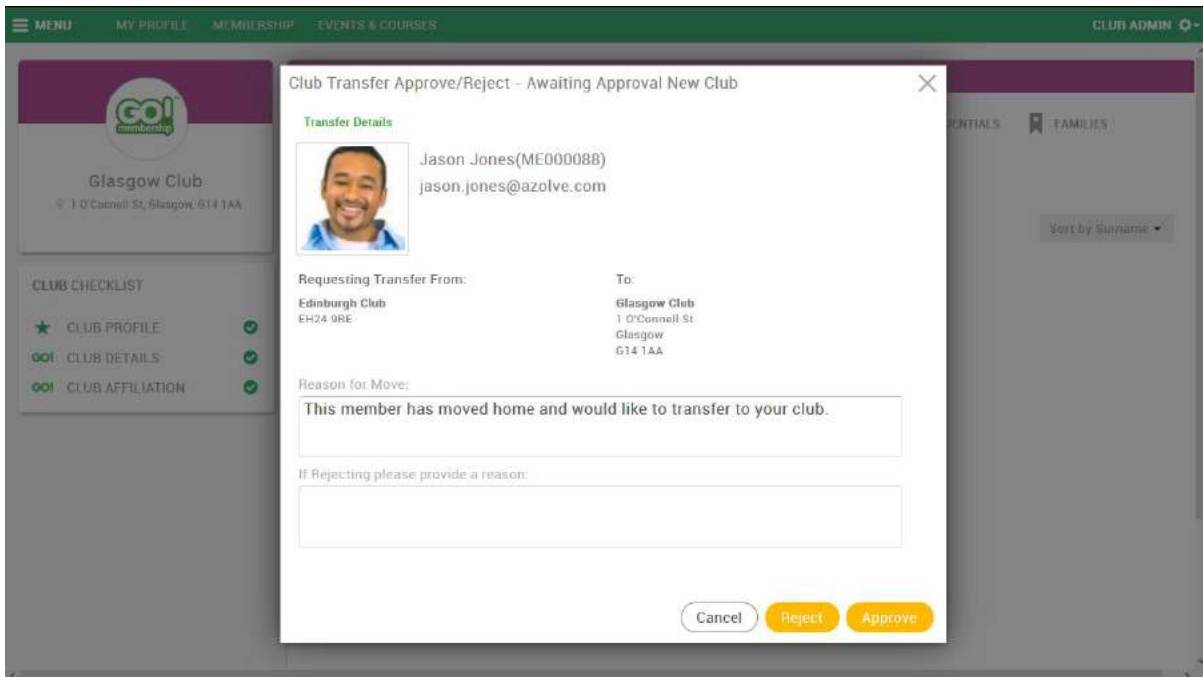 MENU MY PROFILE MEMBERSHIP EVENTS & COURSES CLUB ADMIN
GO!
membership
Glasgow Club
1 O Connell St, Glasgow, G14 1AA
CLUB CHECKLIST
CLUB PROFILE
GO! CLUB DETAILS
GO! CLUB AFFILIATION
Club Transfer Approve/Reject - Awaiting Approval New Club
Transfer Details
Jason Jones(ME000088)
jason.jones@azolve.com
Requesting Transfer From: To:
Edinburgh Club Glasgow Club
EH24 9RE 1 O'Connell St
Glasgow
G14 1AA
Reason for Move:
This member has moved home and would like to transfer to your club.
If Rejecting please provide a reason:
Cancel Reject Approve
ENTIALS FAMILIES
Sort by Surname